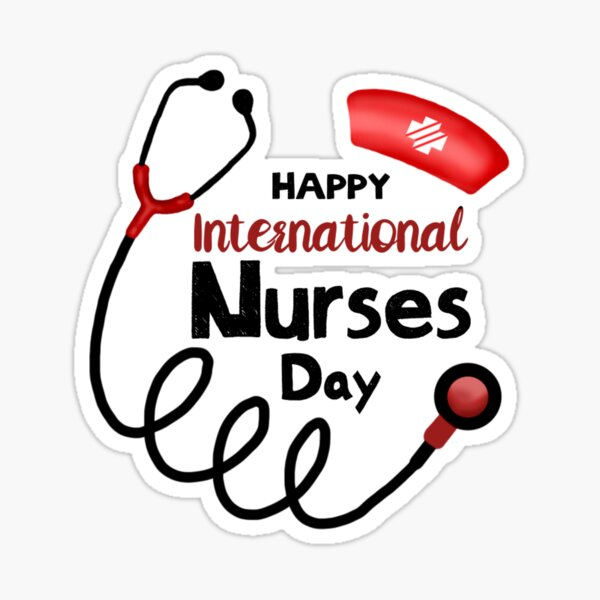 HAPPY
International
Nurses
Day